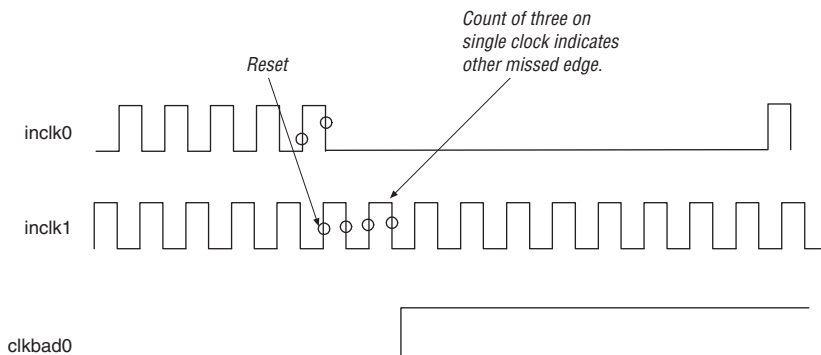 Count of three on
single clock indicates
other missed edge.
Reset
inclk0
inclk1
clkbad0